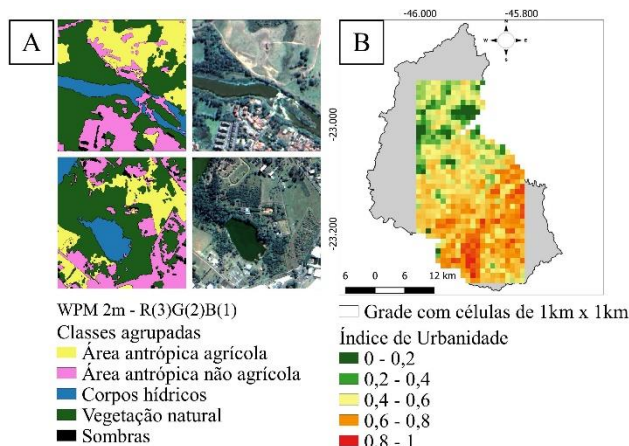 A
B
-46.000
-45.800
N
W
E
S
-23.000
-23.200
6 0 6 12 km
WPM 2m - R(3)G(2)B(1)
Classes agrupadas
Área antrópica agrícola
Área antrópica não agrícola
Corpos hídricos
Vegetação natural
Sombras
Grade com células de 1km x 1km
Índice de Urbanidade
0 - 0,2
0,2 - 0,4
0,4 - 0,6
0,6 - 0,8
0,8 - 1